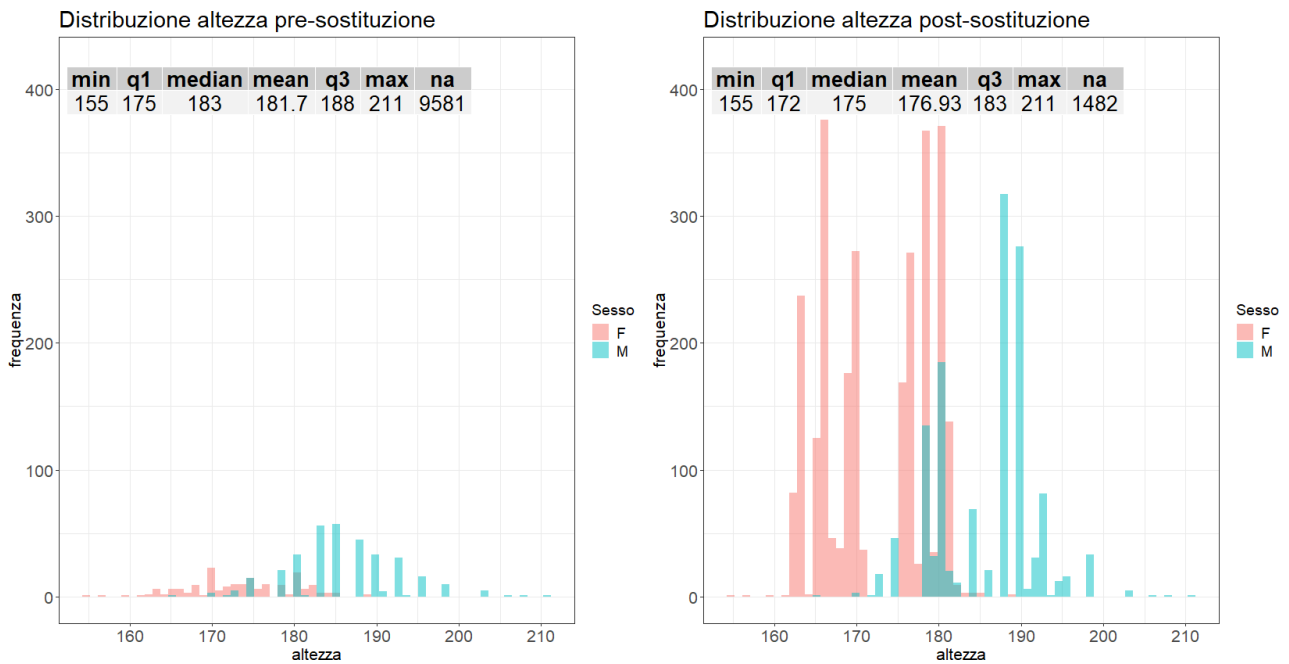 Distribuzione altezza pre-sostituzione
min q1 median mean q3 max na
155 175 183 181.7 188 211 9581
400
300
200
100
0
frequenza
160 170 180 190 200 210
altezza
Sesso
F
M
Distribuzione altezza post-sostituzione
min q1 median mean q3 max na
155 172 175 176.93 183 211 1482
400
300
200
100
0
frequenza
160 170 180 190 200 210
altezza
Sesso
F
M